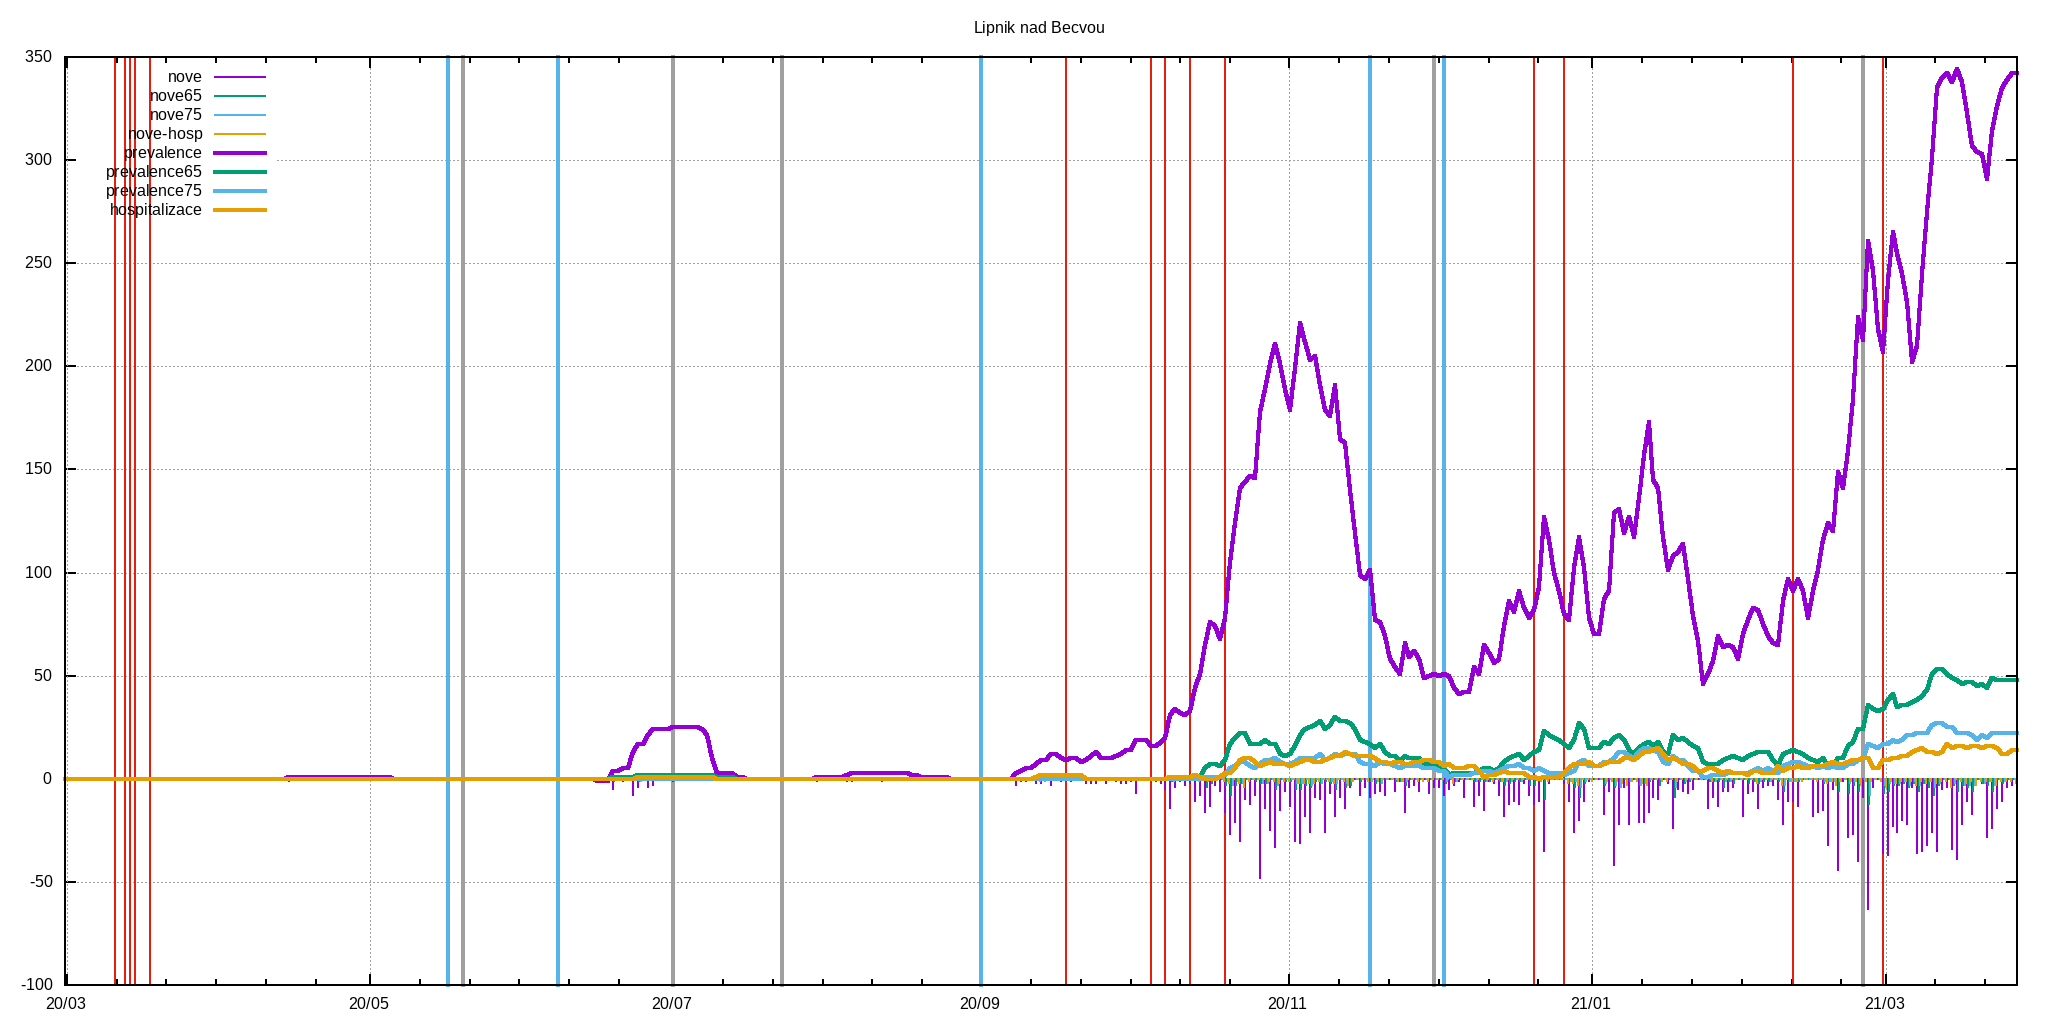 Lipnik nad Becvou
350
300
250
200
150
100
50
0
-50
-100
nove
nove65
nove75
nove-hosp
prevalence
prevalence65
prevalence75
hospitalizace
20/03 20/05 20/07 20/09 20/11 21/01 21/03